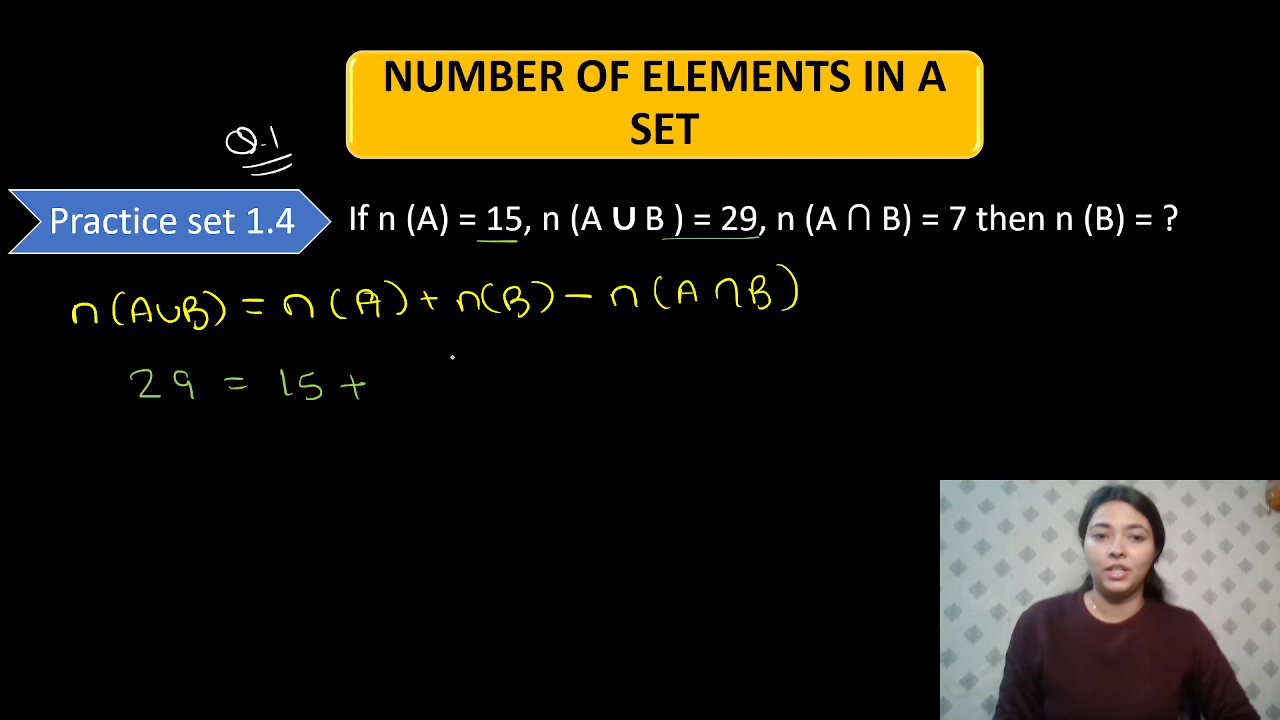 NUMBER OF ELEMENTS IN A
SET
Q.1
Practice set 1.4
If n (A) = 15, n (A ∪ B ) = 29, n (A ∩ B) = 7 then n (B) = ?
n(A∪B) = n(A) + n(B) − n(A∩B)
29 = 15 +